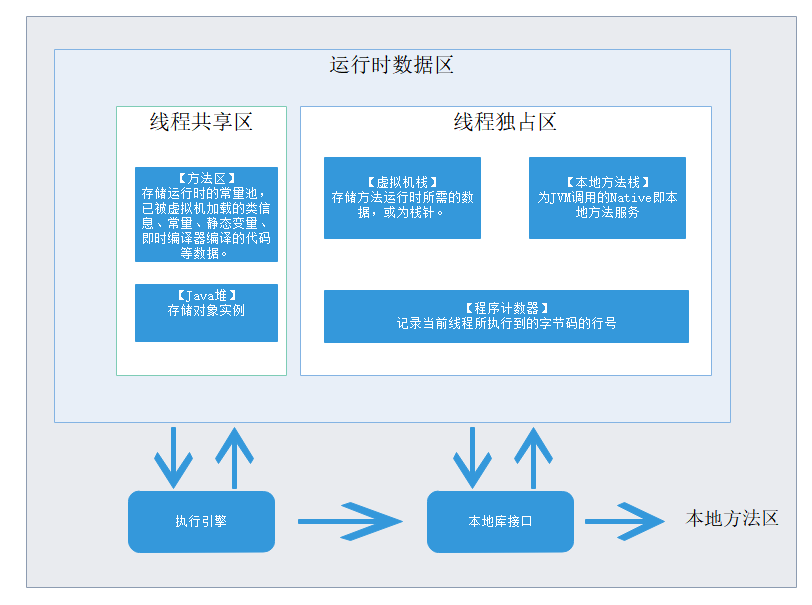 运行时数据区
线程共享区
【方法区】
存储运行时的常量池，
已被虚拟机加载的类信
息、常量、静态变量、
即时编译器编译的代码
等数据。
【Java堆】
存储对象实例
线程独占区
【虚拟机栈】
存储方法运行时所需的数
据，或为栈针。
【本地方法栈】
为JVM调用的Native即本
地方法服务
【程序计数器】
记录当前线程所执行到的字节码的行号
执行引擎
本地库接口
本地方法区